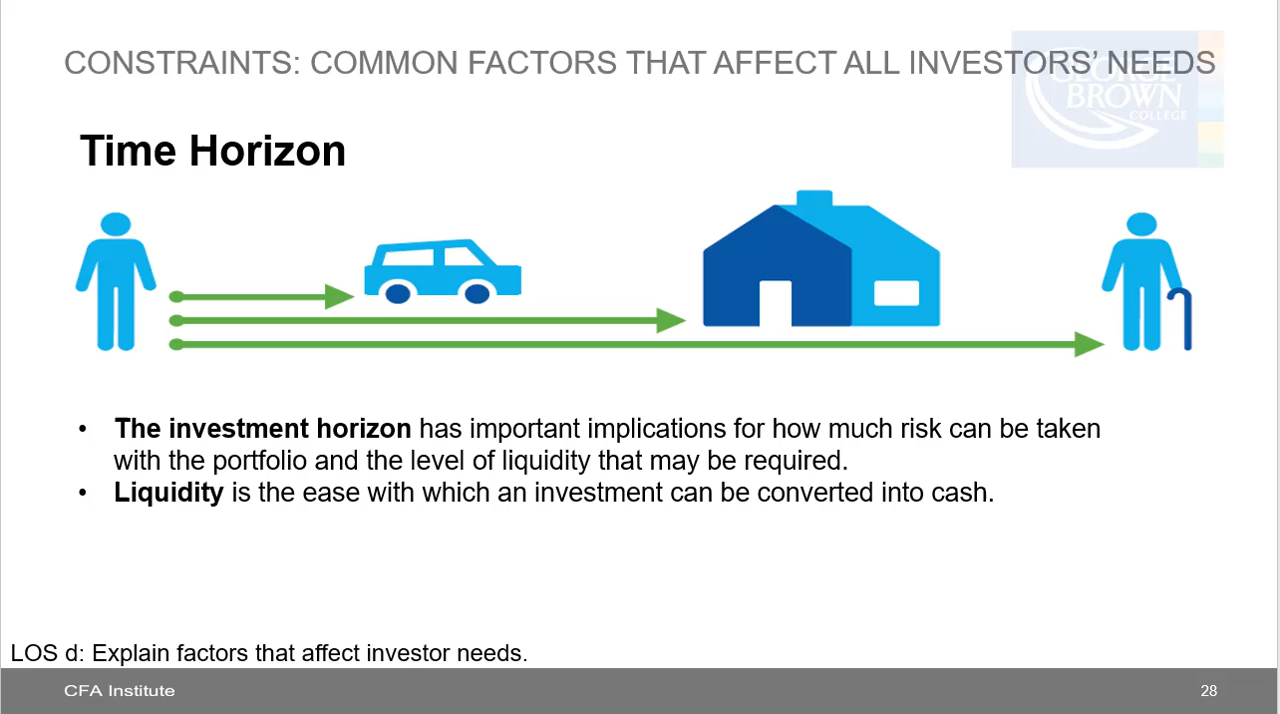 CONSTRAINTS: COMMON FACTORS THAT AFFECT ALL INVESTORS’ NEEDS
GEORGE
BROWN
COLLEGE
Time Horizon
• The investment horizon has important implications for how much risk can be taken
with the portfolio and the level of liquidity that may be required.
• Liquidity is the ease with which an investment can be converted into cash.
LOS d: Explain factors that affect investor needs.
CFA Institute
28